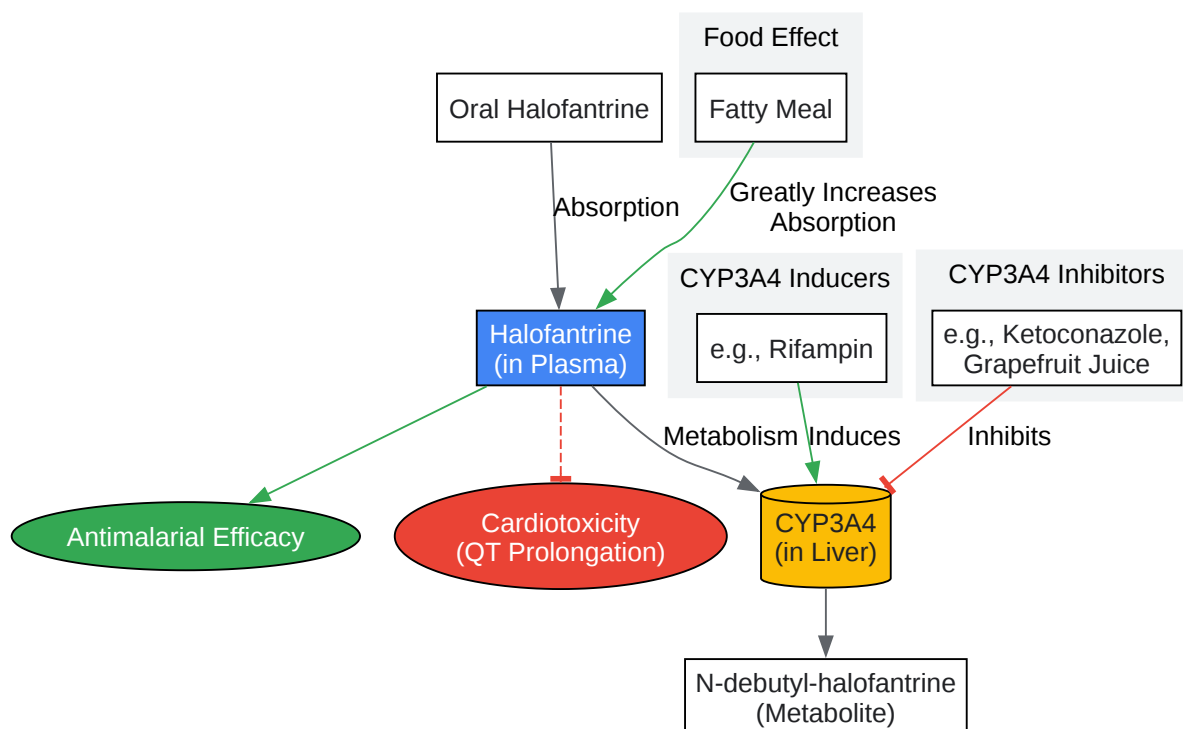 Food Effect
Oral Halofantrine
Fatty Meal
Absorption
Greatly Increases
Absorption
CYP3A4 Inducers
CYP3A4 Inhibitors
Halofantrine
(in Plasma)
e.g., Rifampin
e.g., Ketoconazole,
Grapefruit Juice
Metabolism
Induces
Inhibits
Antimalarial Efficacy
Cardiotoxicity
(QT Prolongation)
CYP3A4
(in Liver)
N-debutyl-halofantrine
(Metabolite)